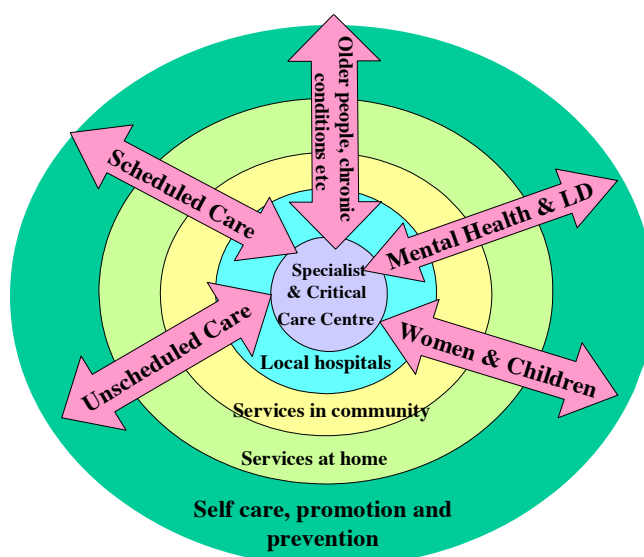 Older people, chronic
conditions etc
Scheduled Care
Mental Health & LD
Specialist
& Critical
Care Centre
Unscheduled Care
Women & Children
Local hospitals
Services in community
Services at home
Self care, promotion and
prevention